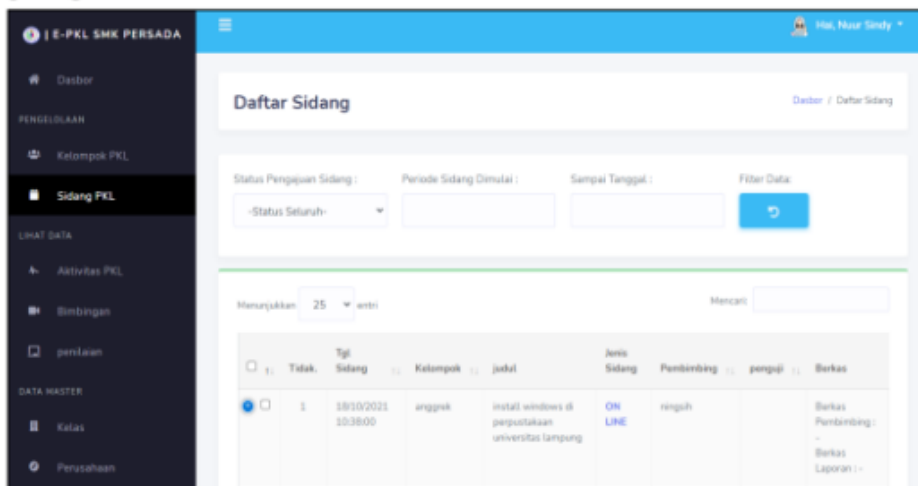 | E-PKL SMK PERSADA
Hai, Nuur Sindy
Dasbor
PENGELOLAAN
Kelompok PKL
Sidang PKL
LIHAT DATA
Aktivitas PKL
Bimbingan
penilaian
DATA MASTER
Kelas
Perusahaan
Daftar Sidang
Dasbor / Daftar Sidang
Status Pengajuan Sidang : Periode Sidang Dimulai : Sampai Tanggal : Filter Data:
-Status Seluruh-
Menunjukkan 25 entri
Mencari:
Tidak. Tgl Sidang Kelompok judul Jenis Sidang Pembimbing penguji Berkas
1 18/10/2021 anggrek install windows di ON ningsih Berkas
10:38:00 perpustakaan LINE Pembimbing :
universitas lampung -
Berkas
Laporan : -